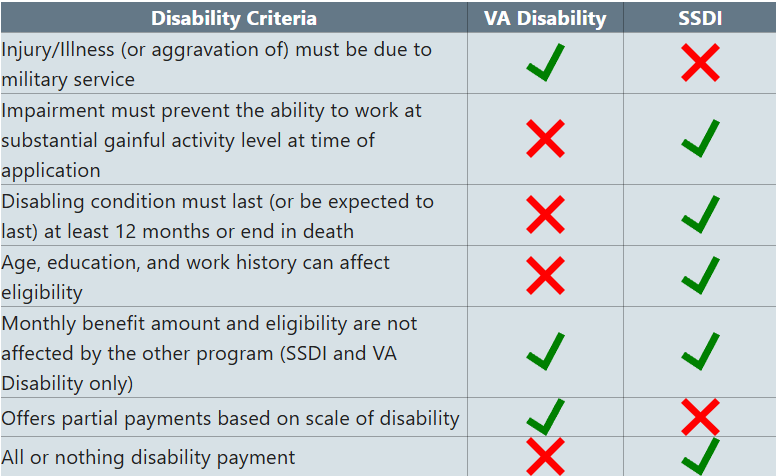 Disability Criteria VA Disability SSDI
Injury/Illness (or aggravation of) must be due to
military service
Impairment must prevent the ability to work at
substantial gainful activity level at time of
application
Disabling condition must last (or be expected to
last) at least 12 months or end in death
Age, education, and work history can affect
eligibility
Monthly benefit amount and eligibility are not
affected by the other program (SSDI and VA
Disability only)
Offers partial payments based on scale of disability
All or nothing disability payment